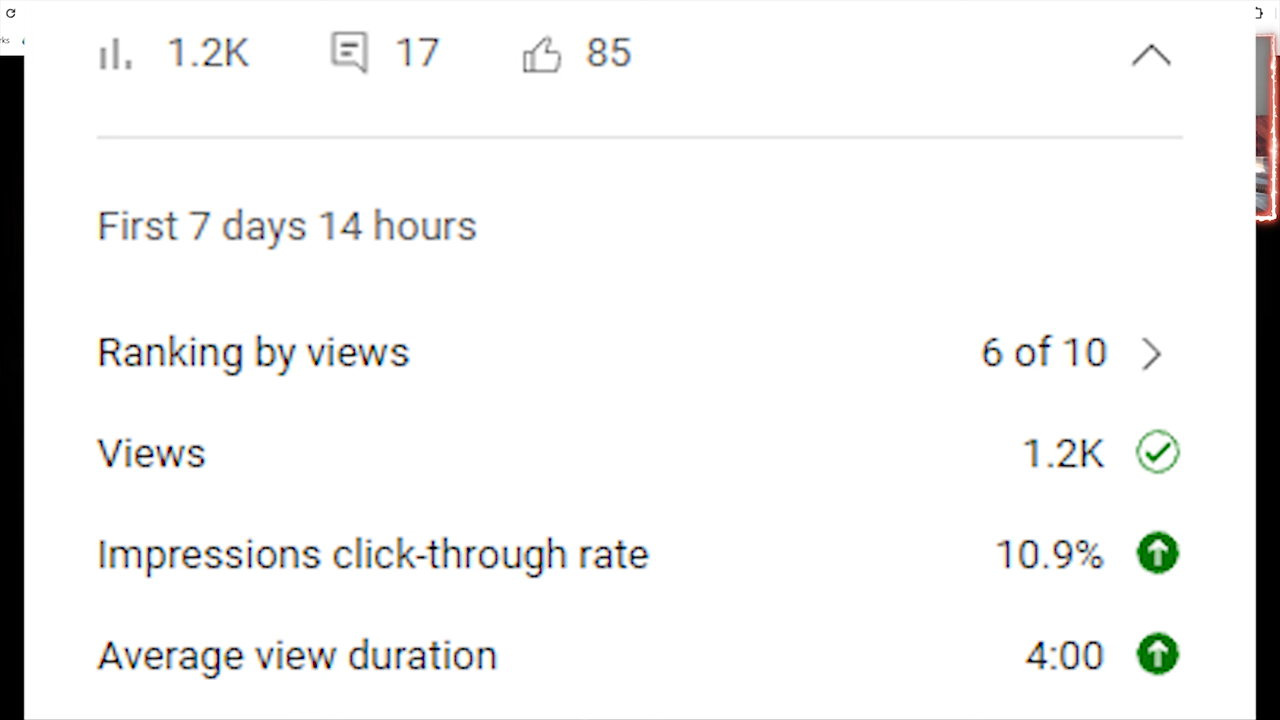 rks
1.2K 17 85
First 7 days 14 hours
Ranking by views 6 of 10
Views 1.2K
Impressions click-through rate 10.9%
Average view duration 4:00